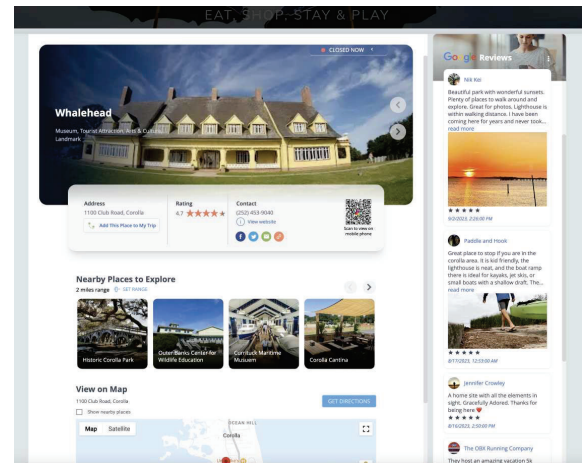 EAT, SHOP, STAY & PLAY
CLOSED NOW
Whalehead
Museum, Tourist Attraction, Arts & Culture,
Landmark
Address
1100 Club Road, Corolla
Add This Place to My Trip
Rating
4.7
Contact
(252) 453-9040
View website
Scan to view on
mobile phone
Nearby Places to Explore
2 miles range
SET RANGE
Historic Corolla Park
Outer Banks Center for
Wildlife Education
Currituck Maritime
Musuem
Corolla Cantina
View on Map
1100 Club Road, Corolla
GET DIRECTIONS
Show nearby places
Map
Satellite
OCEAN HILL
Corolla
Google Reviews
Nik Kei
Beautiful park with wonderful sunsets.
Plenty of places to walk around and
explore. Great for photos. Lighthouse is
within walking distance. I have been
coming here for years and never took...
read more
9/2/2023, 2:26:00 PM
Paddle and Hook
Great place to stop if you are in the
corolla area. It is kid friendly, the
lighthouse is neat, and the boat ramp
there is ideal for kayaks, jet skis, or
small boats with a shallow draft. The...
read more
8/17/2023, 12:53:00 AM
Jennifer Crowley
A home site with all the elements in
sight. Gracefully Adored. Thanks for
being here ❤
8/16/2023, 2:50:00 PM
The OBX Running Company
They host an amazing vacation 5k